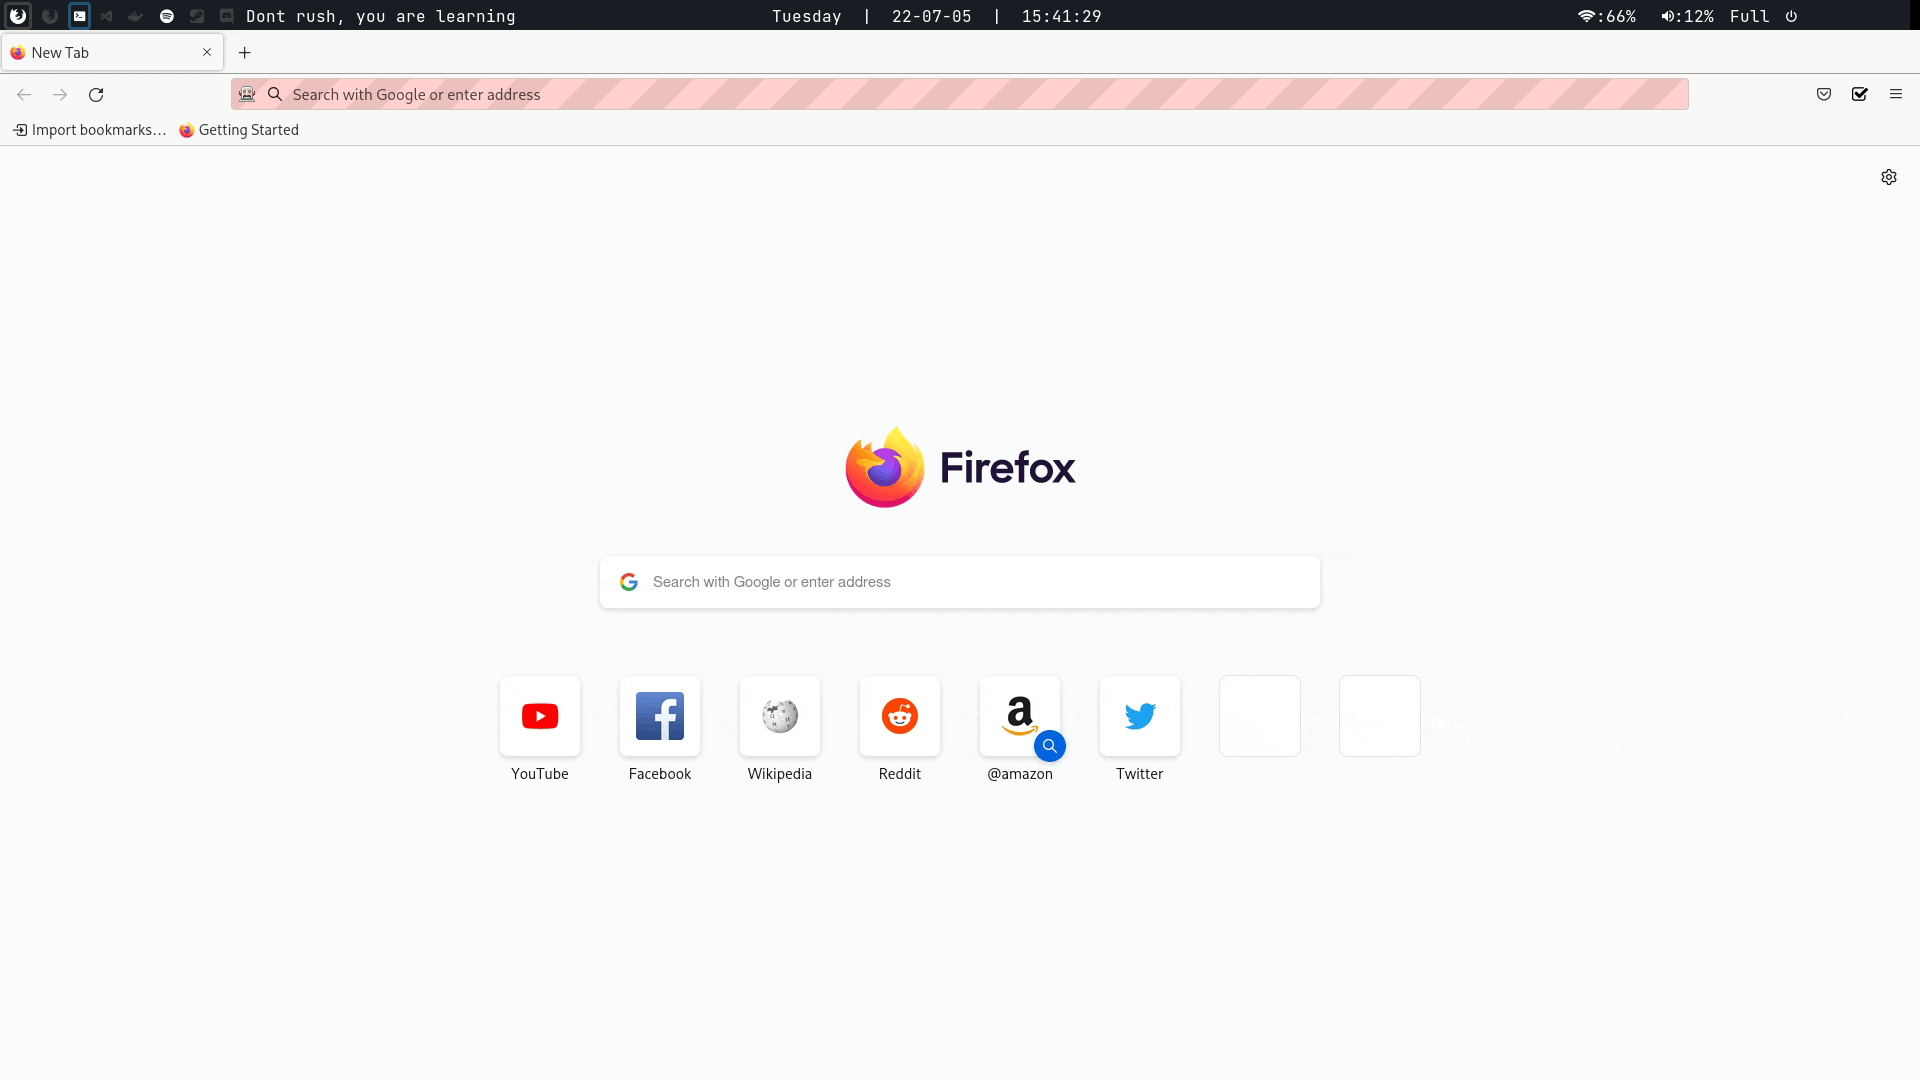 Dont rush, you are learning
Tuesday | 22-07-05 | 15:41:29
:66% :12% Full
New Tab
Search with Google or enter address
Import bookmarks... Getting Started
Firefox
Search with Google or enter address
YouTube Facebook Wikipedia Reddit @amazon Twitter